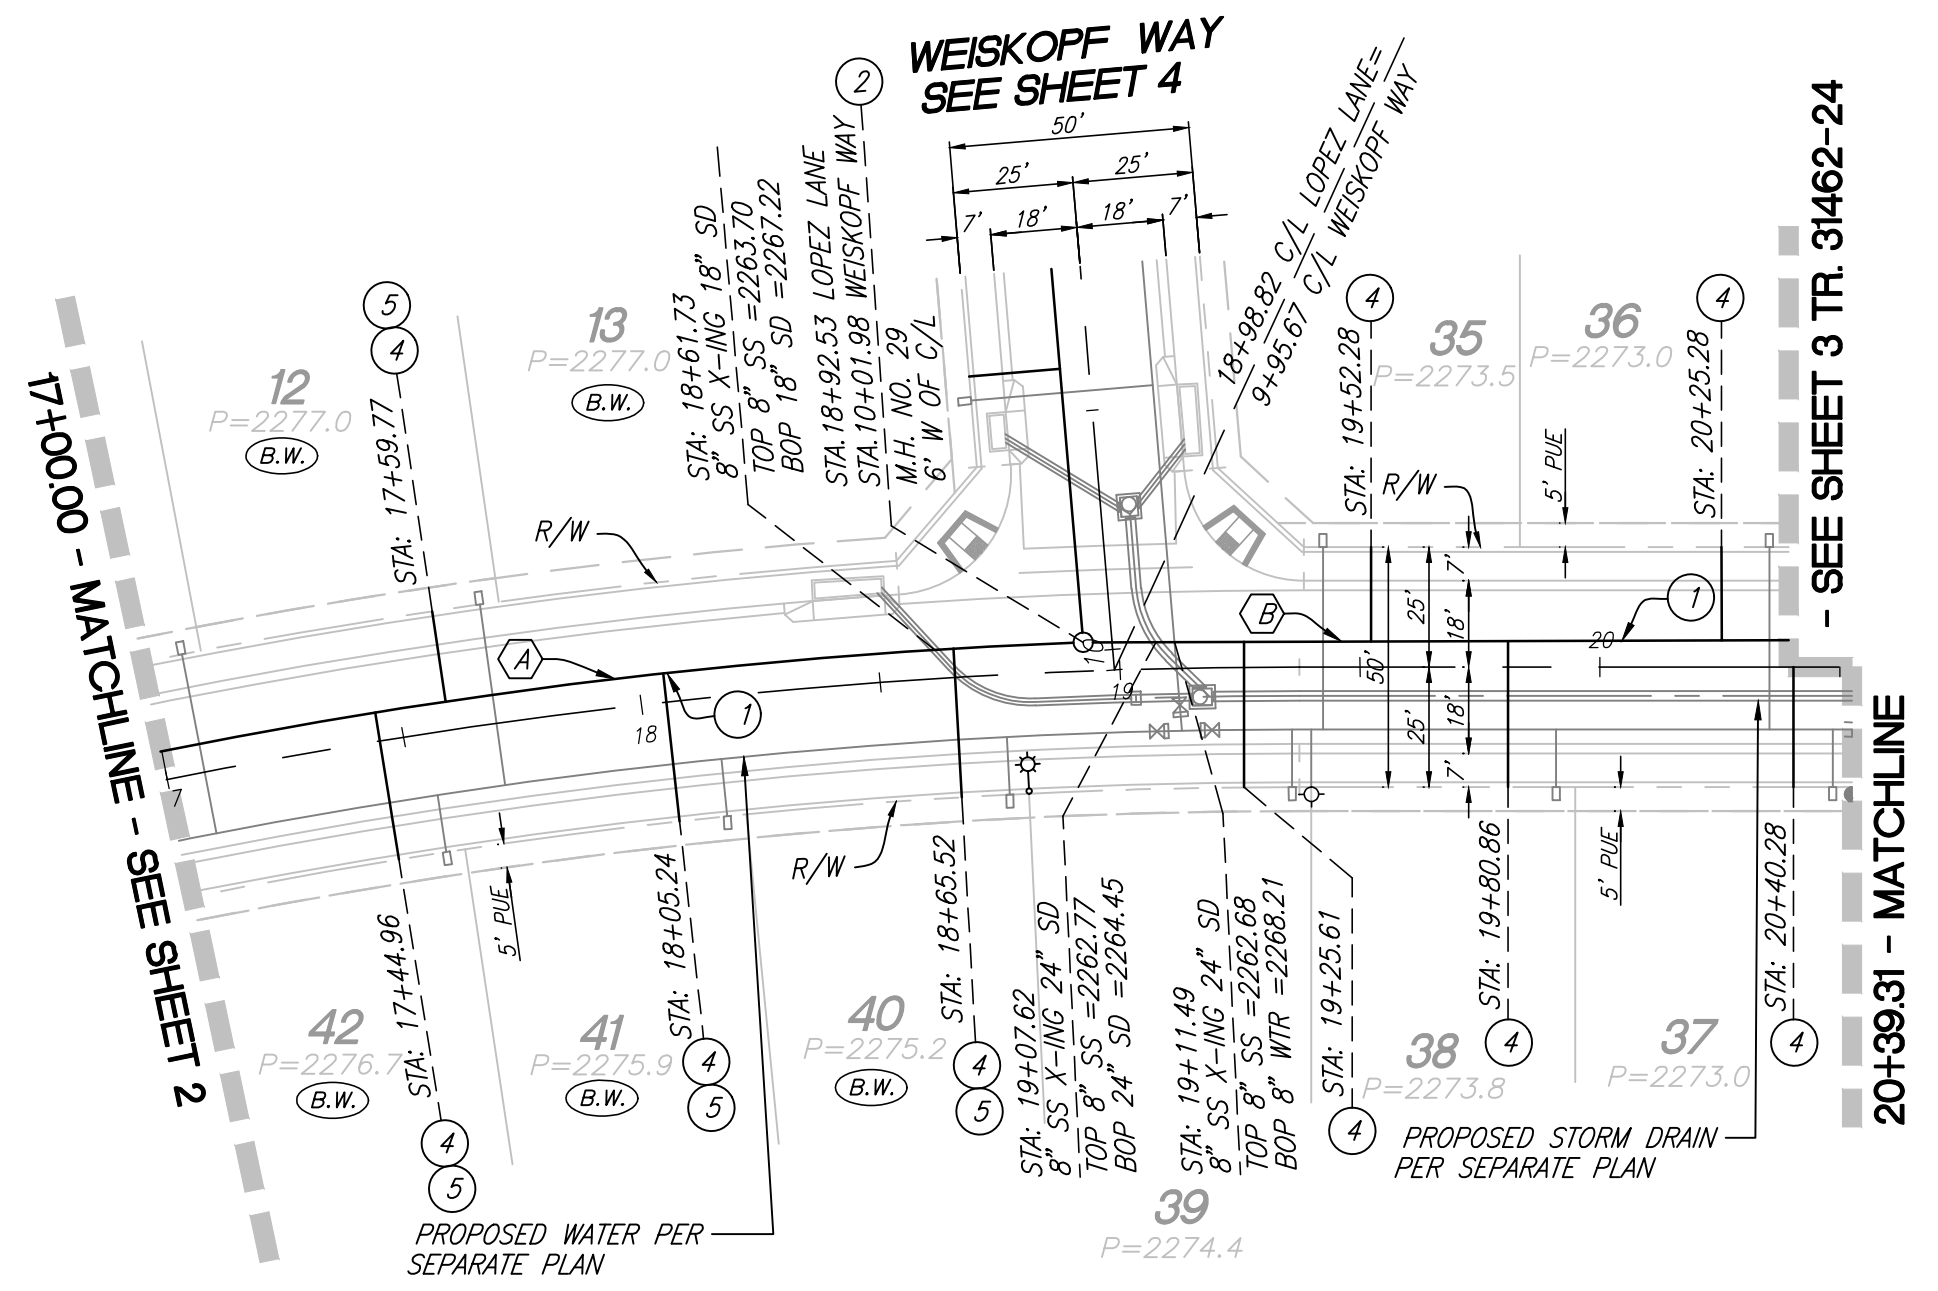 WEISKOPF WAY
SEE SHEET 4
50'
25'
25'
7'
18'
18'
7'
18+98.82 C/L LOPEZ LANE=
9+95.67 C/L WEISKOPF WAY
2
STA: 18+61.73
8" SS X-ING 18" SD
TOP 8" SS =2263.70
BOP 18" SD =2267.22
STA.18+92.53 LOPEZ LANE
STA.10+01.98 WEISKOPF WAY
M.H. NO. 29
6' W OF C/L
17+00.00 - MATCHLINE - SEE SHEET 2
- SEE SHEET 3 TR. 31462-24
20+39.31 - MATCHLINE
12
P=2277.0
B.W.
5
4
STA: 17+59.77
13
P=2277.0
B.W.
R/W
4
STA: 19+52.28
35
P=2273.5
R/W
36
P=2273.0
5' PUE
4
STA: 20+25.28
A
1
B
1
7
18
19
10
20
50'
25'
25'
7'
18'
18'
7'
5' PUE
R/W
5' PUE
42
P=2276.7
B.W.
STA: 17+44.96
4
5
41
P=2275.9
B.W.
STA: 18+05.24
4
5
40
P=2275.2
B.W.
STA: 18+65.52
4
5
STA: 19+07.62
8" SS X-ING 24" SD
TOP 8" SS =2262.77
BOP 24" SD =2264.45
STA: 19+11.49
8" SS X-ING 24" SD
TOP 8" SS =2262.68
BOP 8" WTR =2268.21
STA: 19+25.61
4
38
P=2273.8
STA: 19+80.86
4
37
P=2273.0
STA: 20+40.28
4
39
P=2274.4
PROPOSED STORM DRAIN
PER SEPARATE PLAN
PROPOSED WATER PER
SEPARATE PLAN